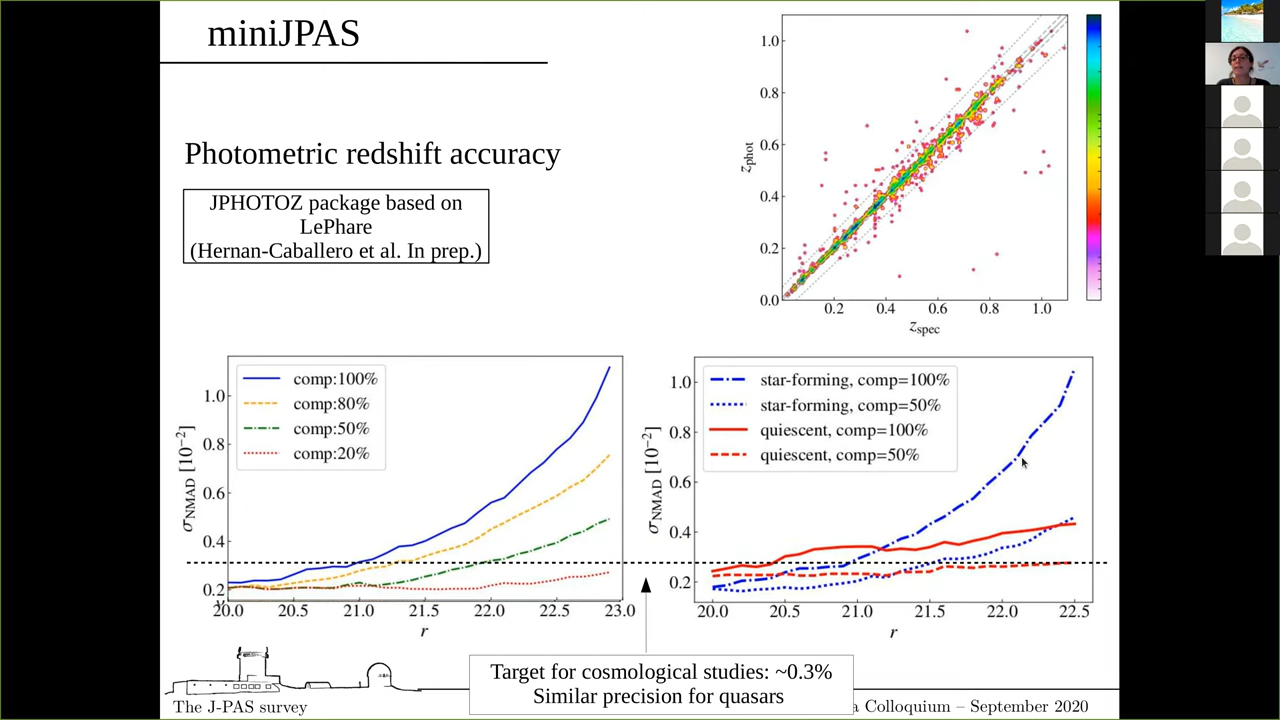 miniJPAS
Photometric redshift accuracy
JPHOTOZ package based on
LePhare
(Hernan-Caballero et al. In prep.)
1.0
0.8
0.6
0.4
0.2
0.0
z_phot
0.2 0.4 0.6 0.8 1.0
z_spec
comp:100%
comp:80%
comp:50%
comp:20%
1.0
0.8
0.6
0.4
0.2
σ_NMAD [10⁻²]
20.0 20.5 21.0 21.5 22.0 22.5 23.0
r
star-forming, comp=100%
star-forming, comp=50%
quiescent, comp=100%
quiescent, comp=50%
1.0
0.8
0.6
0.4
0.2
σ_NMAD [10⁻²]
20.0 20.5 21.0 21.5 22.0 22.5
r
Target for cosmological studies: ~0.3%
Similar precision for quasars
The J-PAS survey
a Colloquium – September 2020